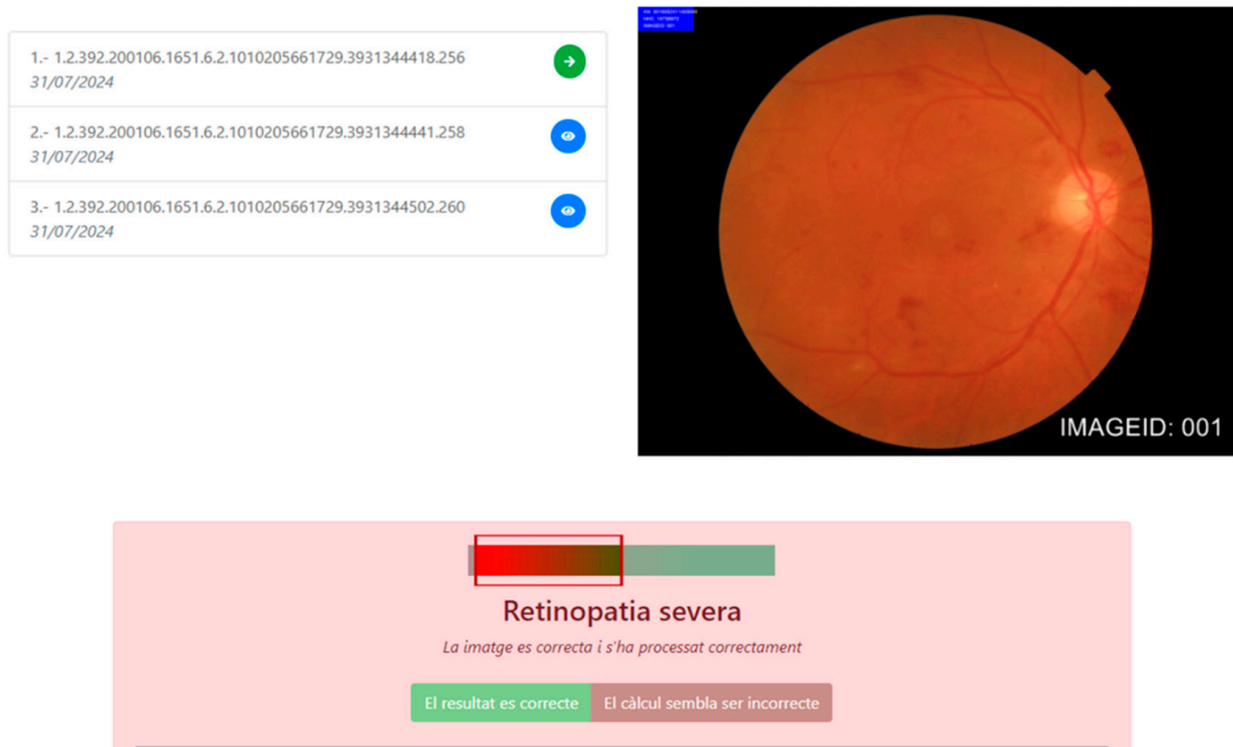 1.- 1.2.392.200106.1651.6.2.1010205661729.3931344418.256
31/07/2024
2.- 1.2.392.200106.1651.6.2.1010205661729.3931344441.258
31/07/2024
3.- 1.2.392.200106.1651.6.2.1010205661729.3931344502.260
31/07/2024
IMAGEID: 001
IMAGEID: 001
Retinopatia severa
La imatge es correcta i s'ha processat correctament
El resultat es correcte
El càlcul sembla ser incorrecte